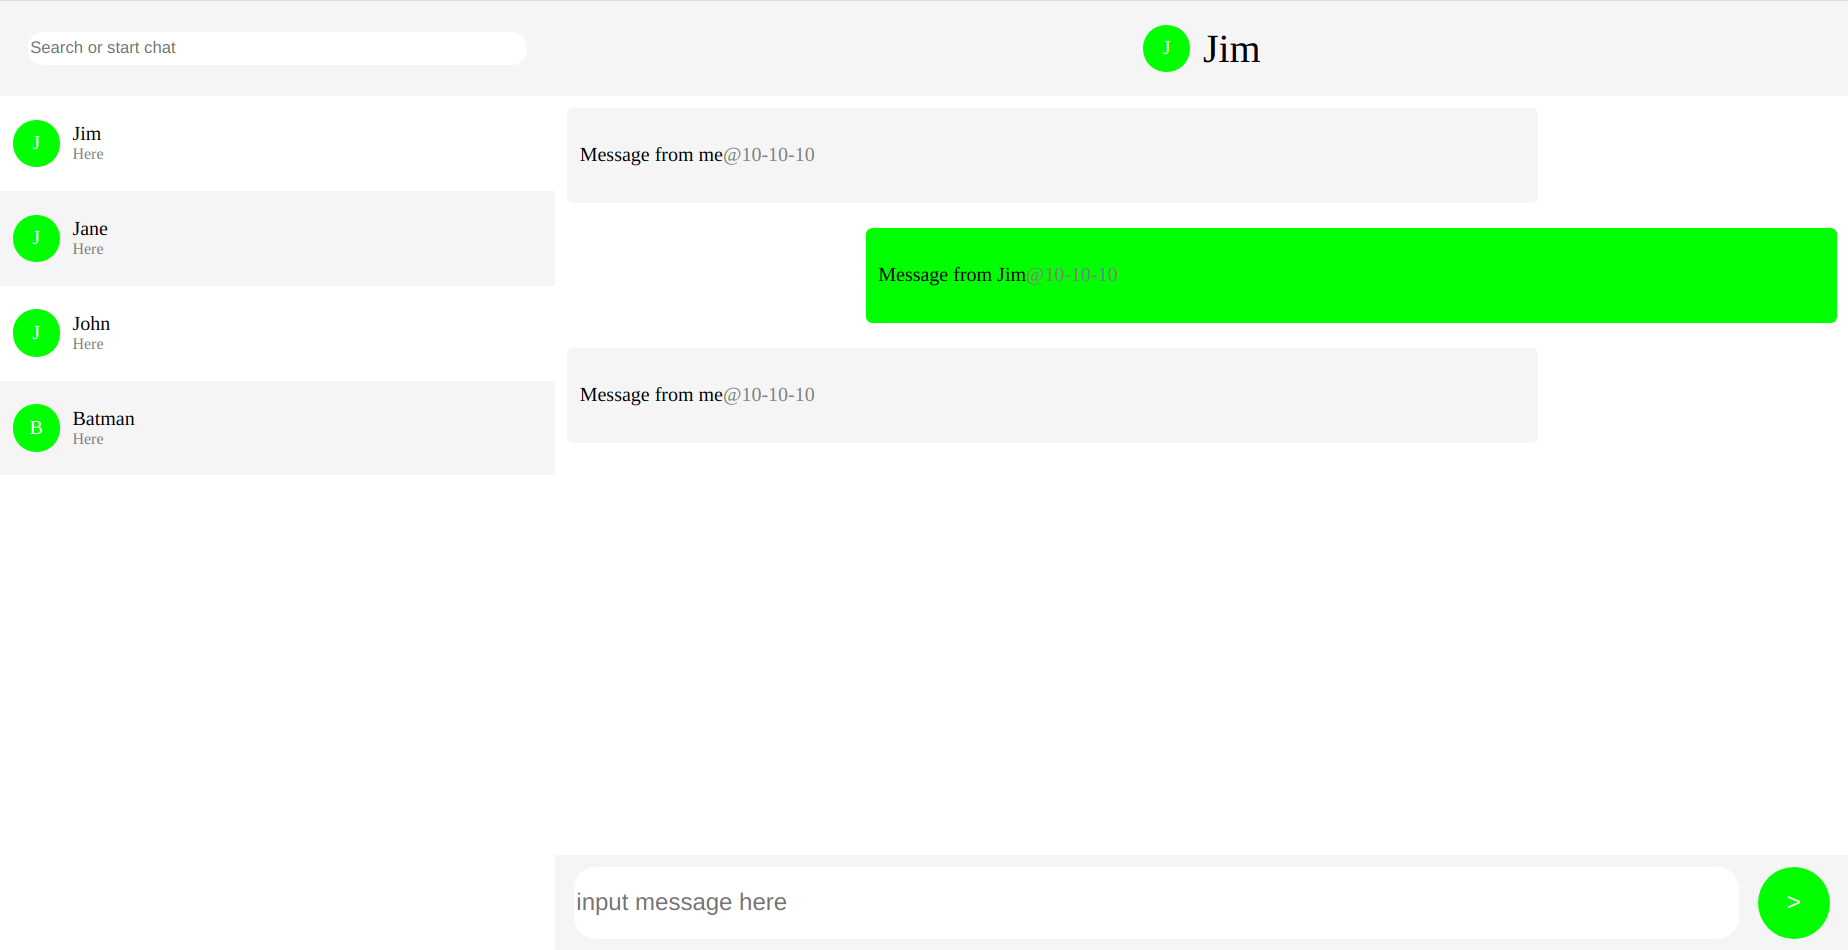 Search or start chat
J Jim
J Jim
Here
J Jane
Here
J John
Here
B Batman
Here
Message from me@10-10-10
Message from Jim@10-10-10
Message from me@10-10-10
input message here
>